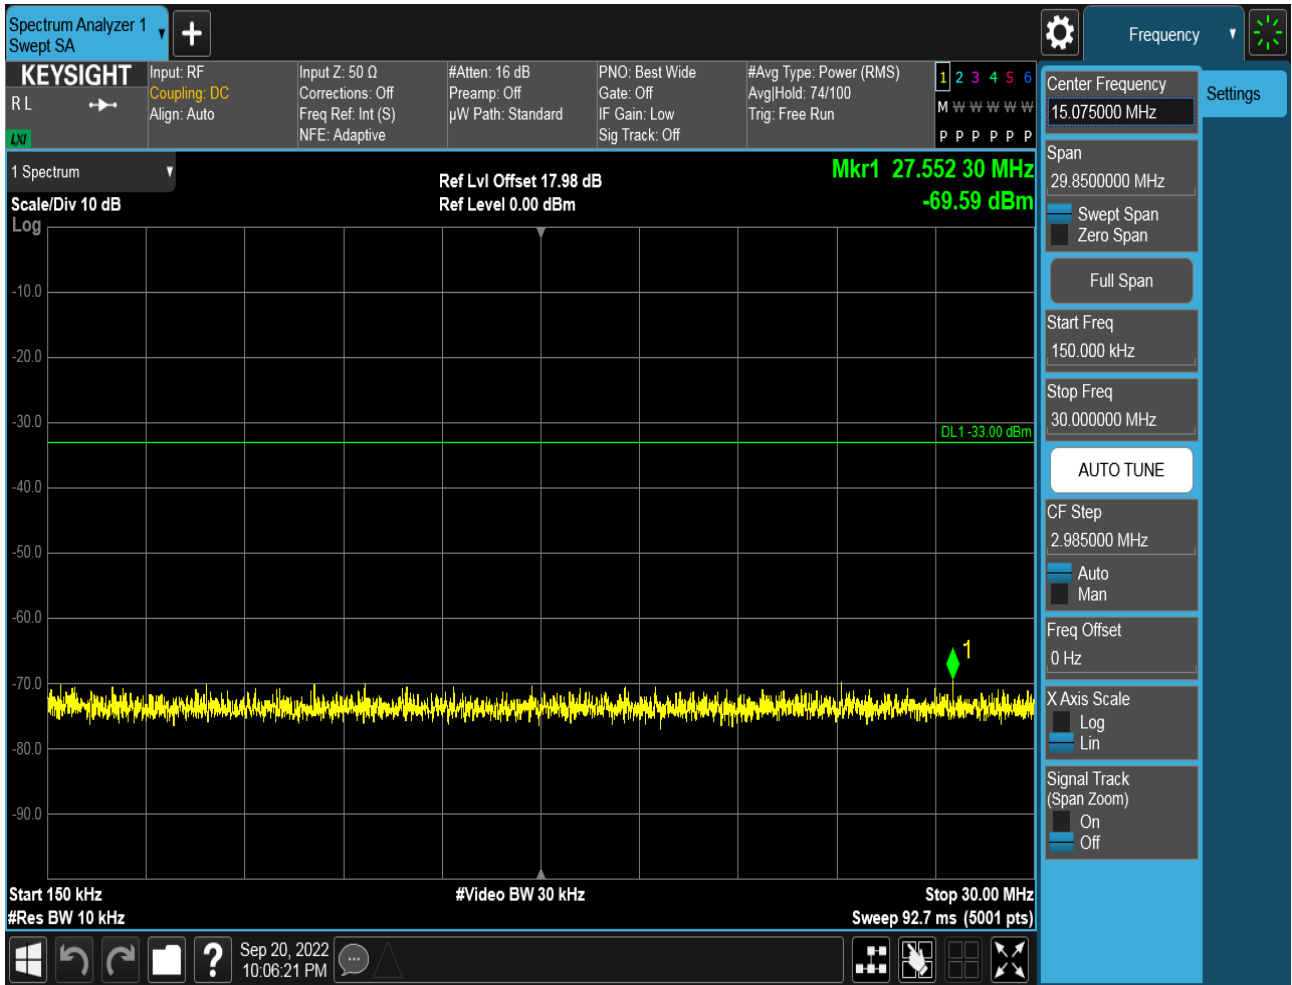 Spectrum Analyzer 1
Swept SA
Frequency
KEYSIGHT
R L
LXI
Input: RF
Coupling: DC
Align: Auto
Input Z: 50 Ω
Corrections: Off
Freq Ref: Int (S)
NFE: Adaptive
#Atten: 16 dB
Preamp: Off
µW Path: Standard
PNO: Best Wide
Gate: Off
IF Gain: Low
Sig Track: Off
#Avg Type: Power (RMS)
Avg|Hold: 74/100
Trig: Free Run
1 2 3 4 5 6
M W W W W W
P P P P P P
1 Spectrum
Scale/Div 10 dB
Log
Ref Lvl Offset 17.98 dB
Ref Level 0.00 dBm
Mkr1 27.552 30 MHz
-69.59 dBm
-10.0
-20.0
-30.0
DL1 -33.00 dBm
-40.0
-50.0
-60.0
1
-70.0
-80.0
-90.0
Start 150 kHz
#Video BW 30 kHz
Stop 30.00 MHz
#Res BW 10 kHz
Sweep 92.7 ms (5001 pts)
?
Sep 20, 2022
10:06:21 PM
Center Frequency
15.075000 MHz
Settings
Span
29.8500000 MHz
Swept Span
Zero Span
Full Span
Start Freq
150.000 kHz
Stop Freq
30.000000 MHz
AUTO TUNE
CF Step
2.985000 MHz
Auto
Man
Freq Offset
0 Hz
X Axis Scale
Log
Lin
Signal Track
(Span Zoom)
On
Off